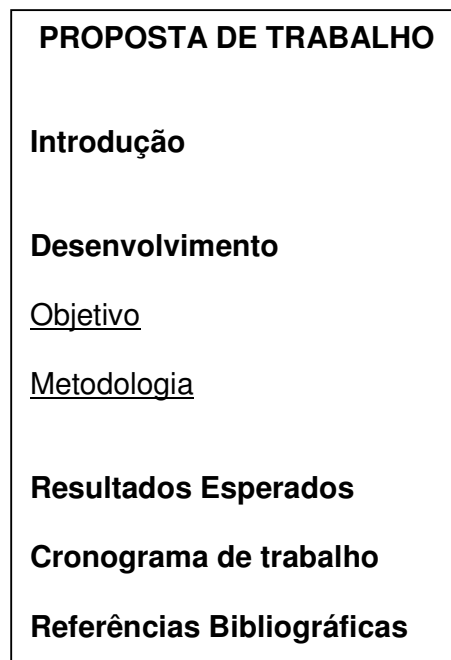 PROPOSTA DE TRABALHO
Introdução
Desenvolvimento
Objetivo
Metodologia
Resultados Esperados
Cronograma de trabalho
Referências Bibliográficas